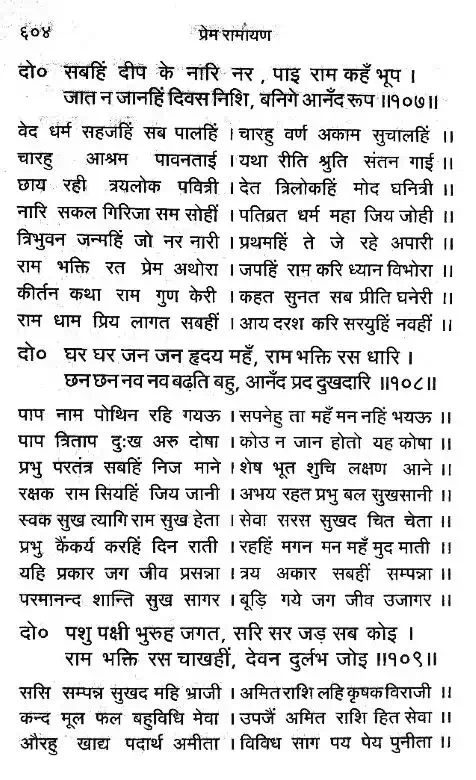 ६०४ प्रेम रामायण
दो० सबहिं दीप के नारि नर , पाइ राम कहँ भूप ।
जात न जानहिं दिवस निशि, बनिगे आनँद रूप ॥१०७॥
वेद धर्म सहजहिं सब पालहिं । चारहु वर्ण अकाम सुचालहिं ॥
चारहु आश्रम पावनताई । यथा रीति श्रुति संतन गाई ॥
छाय रही त्रयलोक पवित्री । देत त्रिलोकहिं मोद घनित्री ॥
नारि सकल गिरिजा सम सोहीं । पतिब्रत धर्म महा जिय जोही ॥
त्रिभुवन जन्महिं जो नर नारी । प्रथमहिं ते जे रहे अपारी ॥
राम भक्ति रत प्रेम अथोरा । जपहिं राम करि ध्यान विभोरा ॥
कीर्तन कथा राम गुण केरी । कहत सुनत सब प्रीति घनेरी ॥
राम धाम प्रिय लागत सबहीं । आय दरश करि सरयुहिं नवहीं ॥
दो० घर घर जन जन हृदय महँ, राम भक्ति रस धारि ।
छन छन नव नव बढ़ति बहु, आनँद प्रद दुखदारि ॥१०८॥
पाप नाम पोथिन रहि गयऊ । सपनेहु ता महँ मन नहिं भयऊ ॥
पाप त्रिताप दुःख अरु दोषा । कोउ न जान होतो यह कोषा ॥
प्रभु परतंत्र सबहिं निज माने । शेष भूत शुचि लक्षण आने ॥
रक्षक राम सियहिं जिय जानी । अभय रहत प्रभु बल सुखसानी ॥
स्वक सुख त्यागि राम सुख हेता । सेवा सरस सुखद चित चेता ॥
प्रभु कैंकर्य करहिं दिन राती । रहहिं मगन मन महँ मुद माती ॥
यहि प्रकार जग जीव प्रसन्ना । त्रय अकार सबहीं सम्पन्ना ॥
परमानन्द शान्ति सुख सागर । बूड़ि गये जग जीव उजागर ॥
दो० पशु पक्षी भुरुह जगत, सरि सर जड़ सब कोइ ।
राम भक्ति रस चाखहीं, देवन दुर्लभ जोइ ॥१०९॥
ससि सम्पन्न सुखद महि भ्राजी । अमित राशि लहि कृषक विराजी ॥
कन्द मूल फल बहुविधि मेवा । उपजैं अमित राशि हित सेवा ॥
औरहु खाद्य पदार्थ अमीता । विविध साग पय पेय पुनीता ॥